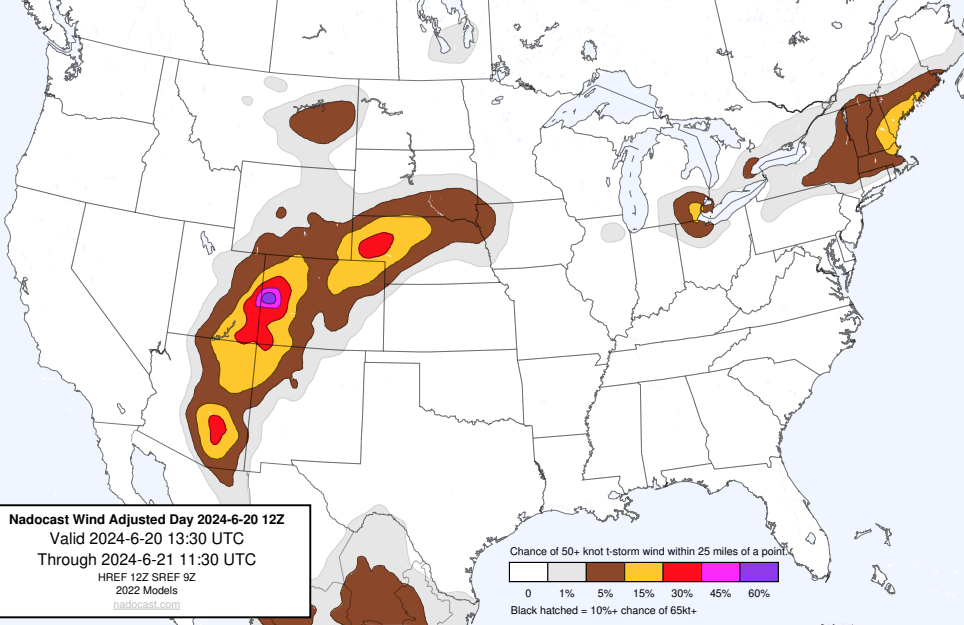 Nadocast Wind Adjusted Day 2024-6-20 12Z
Valid 2024-6-20 13:30 UTC
Through 2024-6-21 11:30 UTC
HREF 12Z SREF 9Z
2022 Models
nadocast.com
Chance of 50+ knot t-storm wind within 25 miles of a point.
0 1% 5% 15% 30% 45% 60%
Black hatched = 10%+ chance of 65kt+